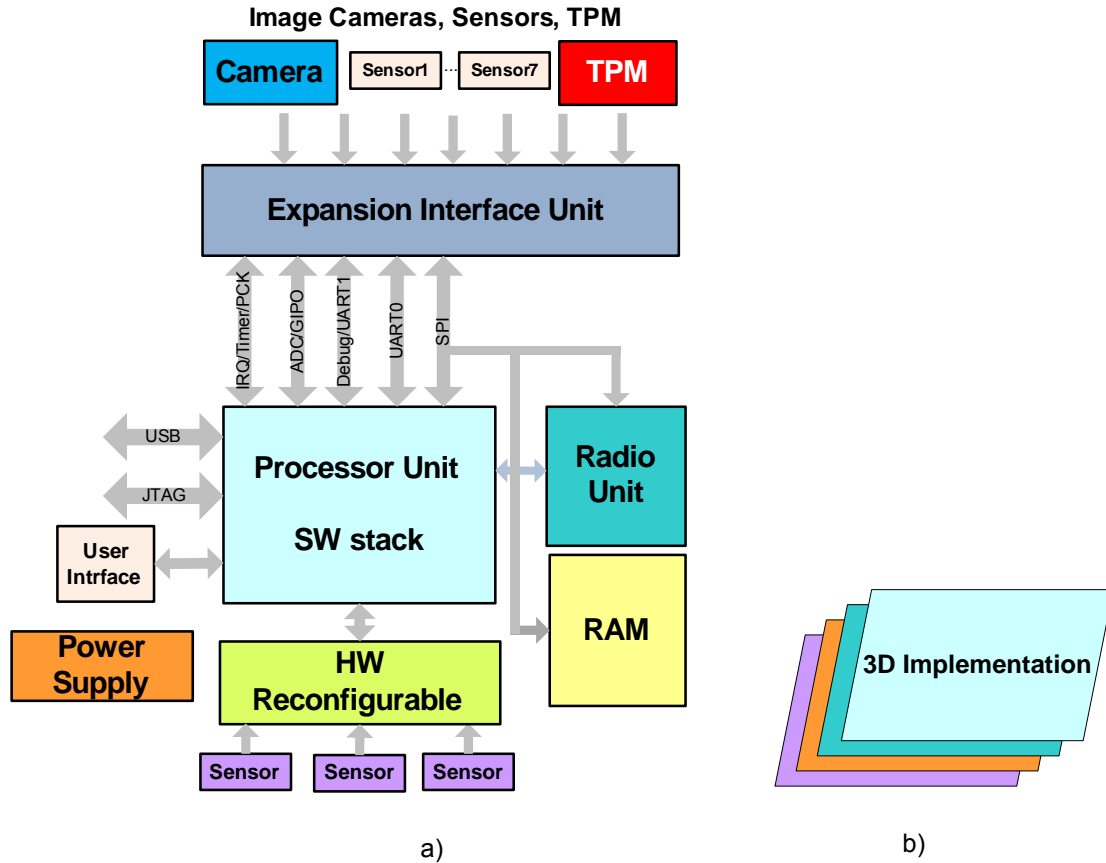 Image Cameras, Sensors, TPM
Camera
Sensor1 ... Sensor7
TPM
Expansion Interface Unit
IRQ/Timer/PCK
ADC/GIPO
Debug/UART1
UART0
SPI
USB
JTAG
Processor Unit
SW stack
Radio
Unit
User
Intrface
RAM
Power
Supply
HW
Reconfigurable
Sensor
Sensor
Sensor
3D Implementation
a)
b)